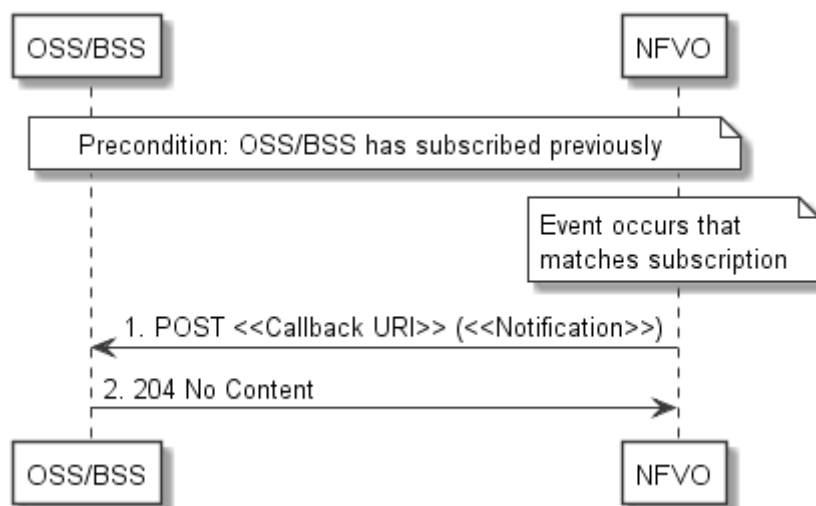 OSS/BSS
NFVO
Precondition: OSS/BSS has subscribed previously
Event occurs that
matches subscription
1. POST <<Callback URI>> (<<Notification>>)
2. 204 No Content
OSS/BSS
NFVO